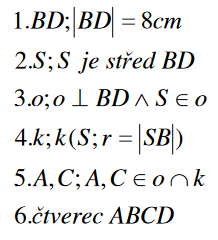 1.BD;|BD| = 8cm
2.S; S je střed BD
3.o; o ⊥ BD ∧ S ∈ o
4.k; k(S; r = |SB|)
5.A, C; A, C ∈ o ∩ k
6.čtverec ABCD